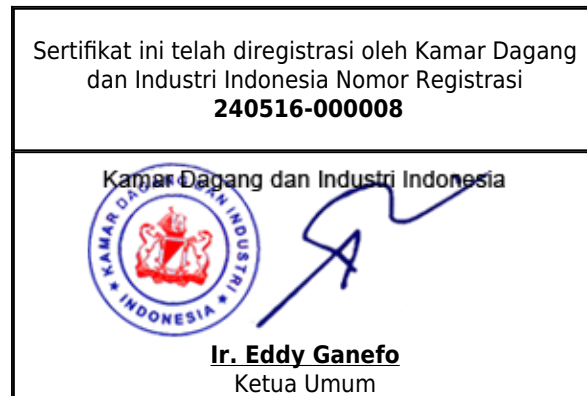 Sertifikat ini telah diregistrasi oleh Kamar Dagang
dan Industri Indonesia Nomor Registrasi
240516-000008
Kamar Dagang dan Industri Indonesia
KAMAR DAGANG DAN INDUSTRI
INDONESIA
Ir. Eddy Ganefo
Ketua Umum